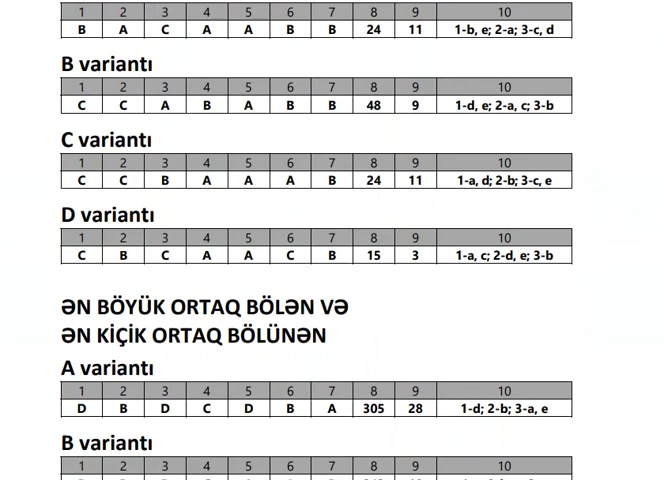 1 2 3 4 5 6 7 8 9 10
B A C A A B B 24 11 1-b, e; 2-a; 3-c, d
B variantı
1 2 3 4 5 6 7 8 9 10
C C A B A B B 48 9 1-d, e; 2-a, c; 3-b
C variantı
1 2 3 4 5 6 7 8 9 10
C C B A A A B 24 11 1-a, d; 2-b; 3-c, e
D variantı
1 2 3 4 5 6 7 8 9 10
C B C A A C B 15 3 1-a, c; 2-d, e; 3-b
ƏN BÖYÜK ORTAQ BÖLƏN VƏ
ƏN KİÇİK ORTAQ BÖLÜNƏN
A variantı
1 2 3 4 5 6 7 8 9 10
D B D C D B A 305 28 1-d; 2-b; 3-a, e
B variantı
1 2 3 4 5 6 7 8 9 10